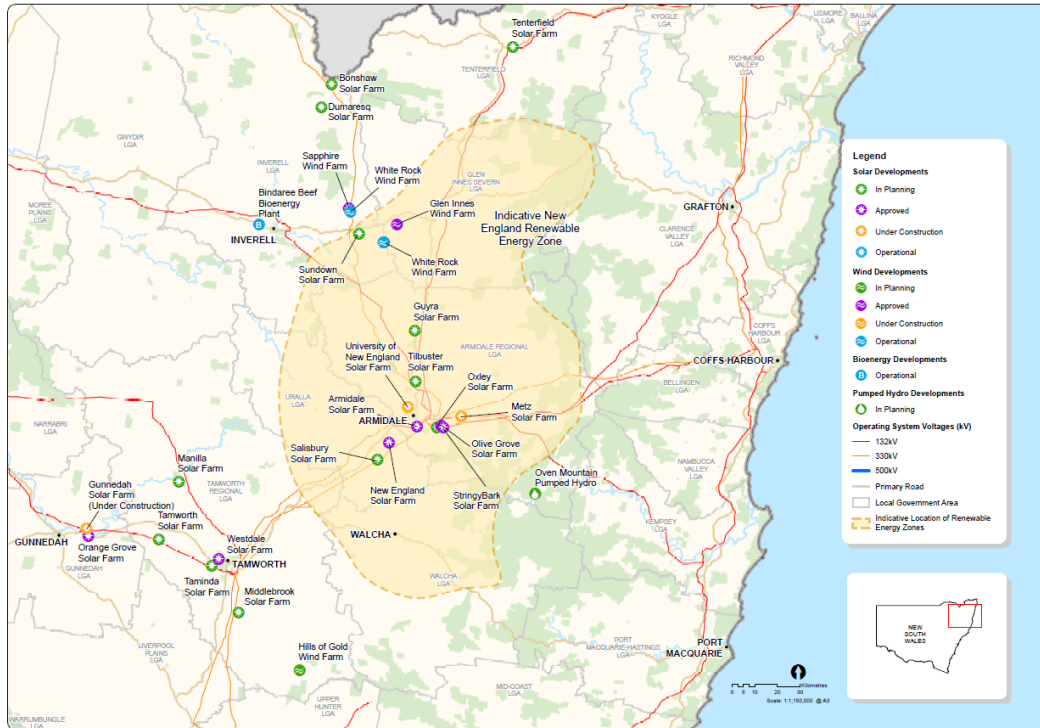 Tenterfield
Solar Farm
KYOGLE
LGA
LISMORE
LGA
BALLINA
LGA
TENTERFIELD
LGA
RICHMOND
VALLEY
LGA
Bonshaw
Solar Farm
Dumaresq
Solar Farm
GWYDIR
LGA
INVERELL
LGA
Sapphire
Wind Farm
White Rock
Wind Farm
GLEN
INNES SEVERN
LGA
Bindaree Beef
Bioenergy
Plant
MOREE
PLAINS
LGA
Glen Innes
Wind Farm
Indicative New
England Renewable
Energy Zone
GRAFTON
CLARENCE
VALLEY
LGA
INVERELL
White Rock
Wind Farm
Sundown
Solar Farm
Guyra
Solar Farm
University of
New England
Solar Farm
Tilbuster
Solar Farm
ARMIDALE REGIONAL
LGA
COFFS
HARBOUR
LGA
COFFS HARBOUR
Oxley
Solar Farm
BELLINGEN
LGA
URALLA
LGA
Armidale
Solar Farm
ARMIDALE
Metz
Solar Farm
NARRABRI
LGA
Olive Grove
Solar Farm
Salisbury
Solar Farm
Manilla
Solar Farm
NAMBUCCA
VALLEY
LGA
Oven Mountain
Pumped Hydro
TAMWORTH
REGIONAL
LGA
Gunnedah
Solar Farm
(Under Construction)
New England
Solar Farm
StringyBark
Solar Farm
Tamworth
Solar Farm
KEMPSEY
LGA
GUNNEDAH
Orange Grove
Solar Farm
WALCHA
Westdale
Solar Farm
TAMWORTH
GUNNEDAH
LGA
Taminda
Solar Farm
WALCHA
LGA
Middlebrook
Solar Farm
LIVERPOOL
PLAINS
LGA
PORT
MACQUARIE-HASTINGS
LGA
PORT
MACQUARIE
Hills of Gold
Wind Farm
MID-COAST
LGA
UPPER
HUNTER
LGA
WARRUMBUNGLE
LGA
Legend
Solar Developments
In Planning
Approved
Under Construction
Operational
Wind Developments
In Planning
Approved
Under Construction
Operational
Bioenergy Developments
B
Operational
Pumped Hydro Developments
In Planning
Operating System Voltages (kV)
132kV
330kV
500kV
Primary Road
Local Government Area
Indicative Location of Renewable
Energy Zones
NEW
SOUTH
WALES
Kilometres
0 5 10 20 30
Scale: 1:1,150,000 @ A3